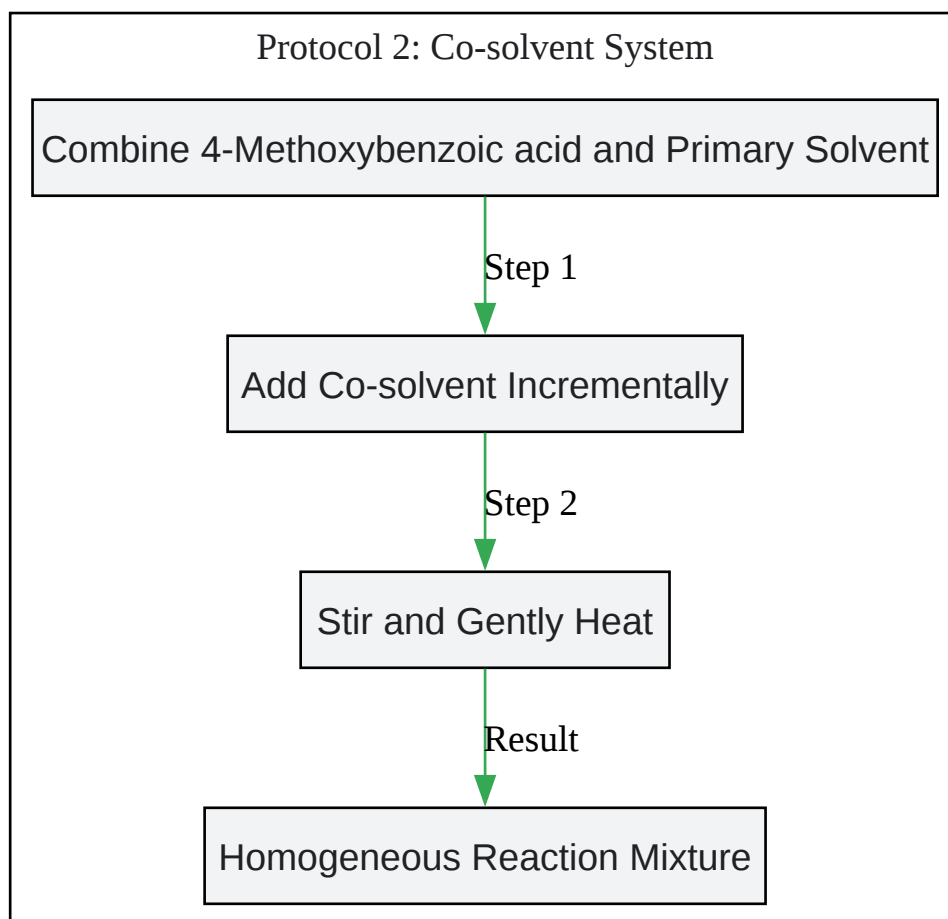 Protocol 2: Co-solvent System
Combine 4-Methoxybenzoic acid and Primary Solvent
Step 1
Add Co-solvent Incrementally
Step 2
Stir and Gently Heat
Result
Homogeneous Reaction Mixture